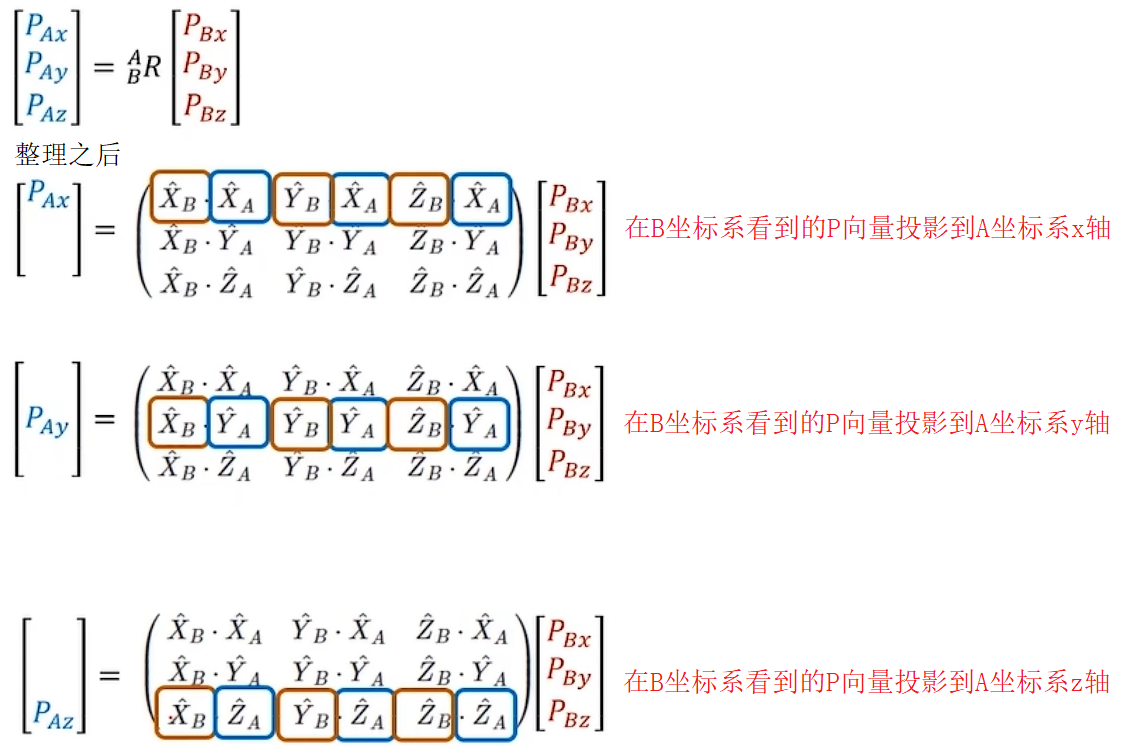 [P_Ax P_Ay P_Az] = ^A_B R [P_Bx P_By P_Bz]
整理之后
[P_Ax] = (X̂_B · X̂_A Ŷ_B · X̂_A Ẑ_B · X̂_A
X̂_B · Ŷ_A Ŷ_B · Ŷ_A Ẑ_B · Ŷ_A
X̂_B · Ẑ_A Ŷ_B · Ẑ_A Ẑ_B · Ẑ_A) [P_Bx P_By P_Bz]
在B坐标系看到的P向量投影到A坐标系x轴
[P_Ay] = (X̂_B · X̂_A Ŷ_B · X̂_A Ẑ_B · X̂_A
X̂_B · Ŷ_A Ŷ_B · Ŷ_A Ẑ_B · Ŷ_A
X̂_B · Ẑ_A Ŷ_B · Ẑ_A Ẑ_B · Ẑ_A) [P_Bx P_By P_Bz]
在B坐标系看到的P向量投影到A坐标系y轴
[P_Az] = (X̂_B · X̂_A Ŷ_B · X̂_A Ẑ_B · X̂_A
X̂_B · Ŷ_A Ŷ_B · Ŷ_A Ẑ_B · Ŷ_A
X̂_B · Ẑ_A Ŷ_B · Ẑ_A Ẑ_B · Ẑ_A) [P_Bx P_By P_Bz]
在B坐标系看到的P向量投影到A坐标系z轴